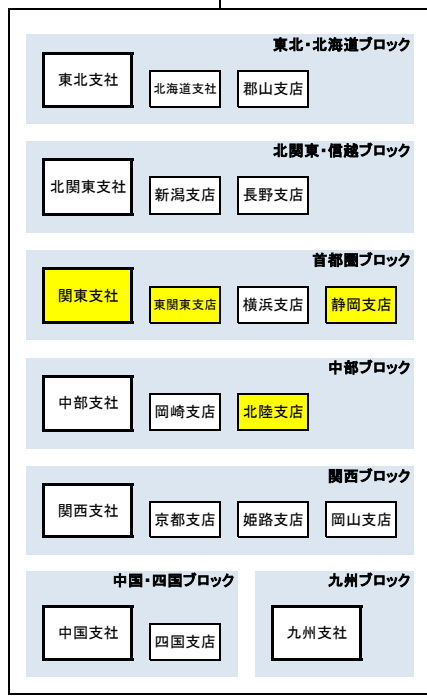 東北・北海道ブロック
東北支社 北海道支社 郡山支店
北関東・信越ブロック
北関東支社 新潟支店 長野支店
首都圏ブロック
関東支社 東関東支店 横浜支店 静岡支店
中部ブロック
中部支社 岡崎支店 北陸支店
関西ブロック
関西支社 京都支店 姫路支店 岡山支店
中国・四国ブロック
中国支社 四国支店
九州ブロック
九州支社